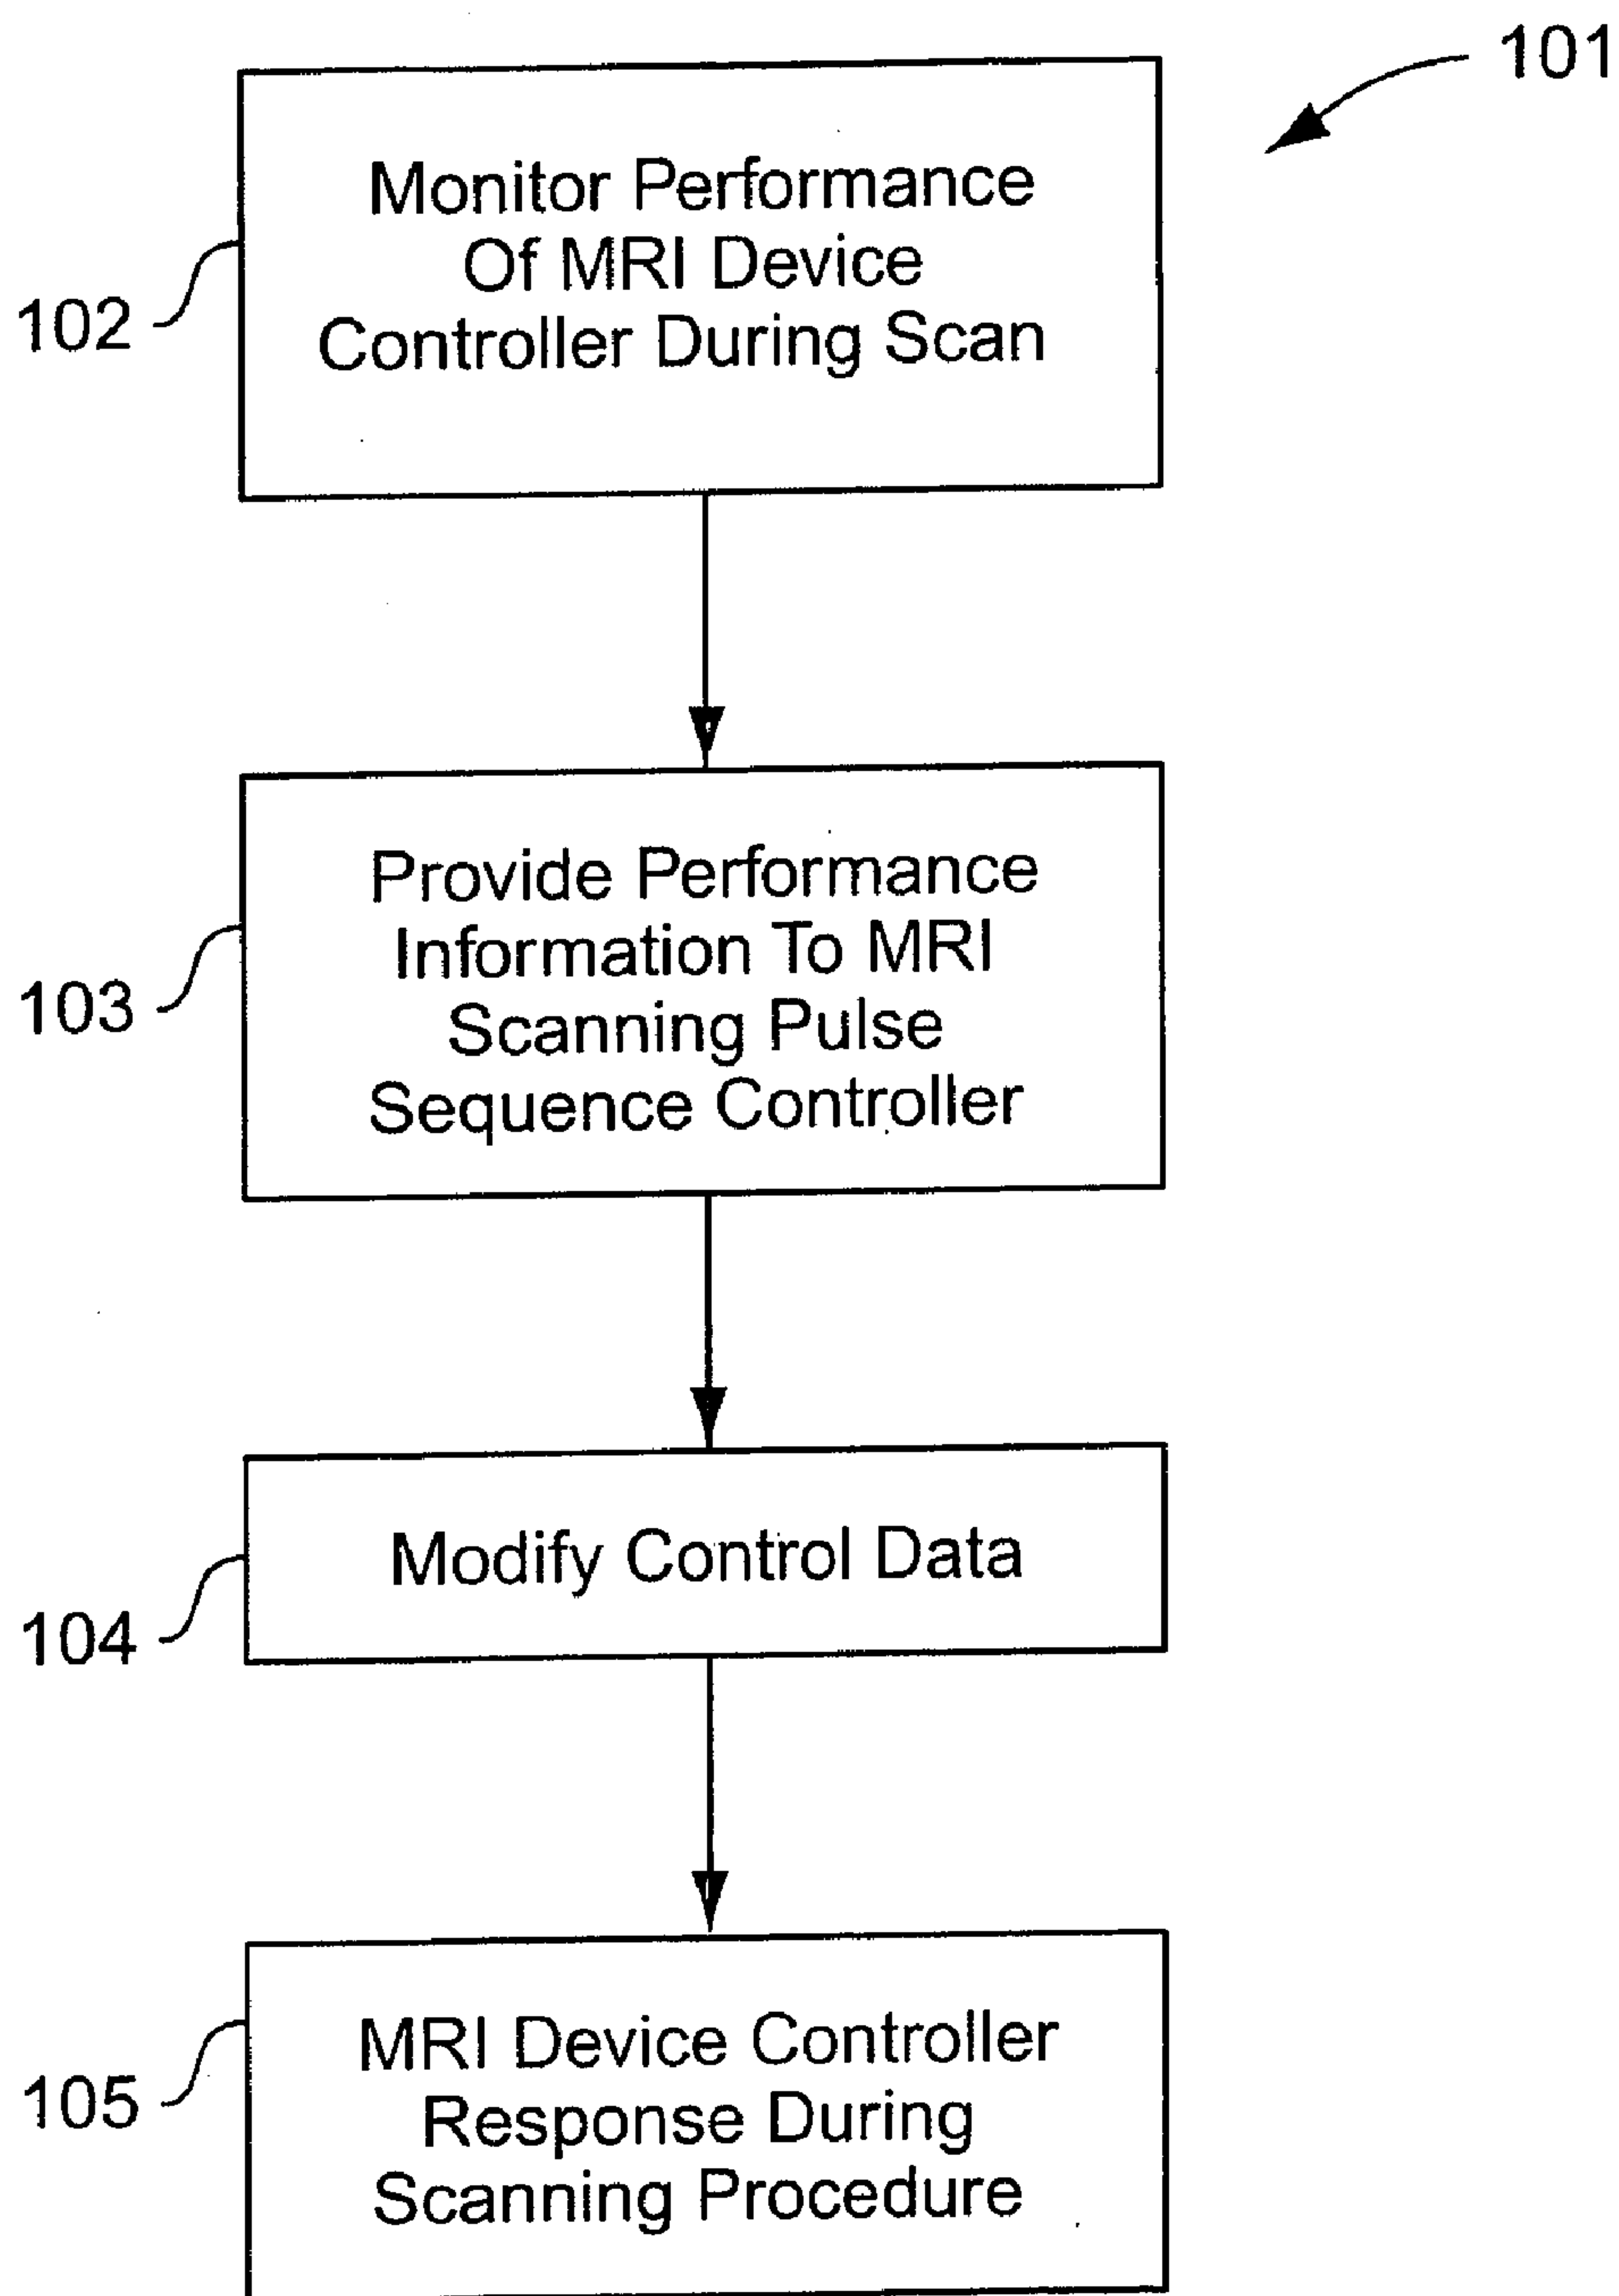 101
102
Monitor Performance
Of MRI Device
Controller During Scan
103
Provide Performance
Information To MRI
Scanning Pulse
Sequence Controller
104
Modify Control Data
105
MRI Device Controller
Response During
Scanning Procedure